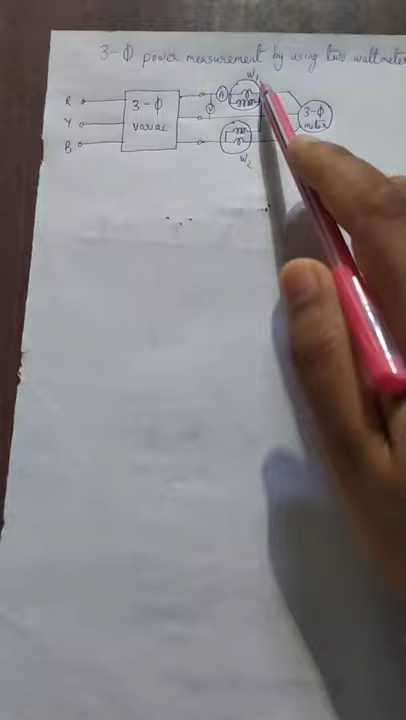 3-Φ power measurement by using two wattmeter
W1
R
Y
B
3-Φ
variac
A
V
3-Φ
motor
W2